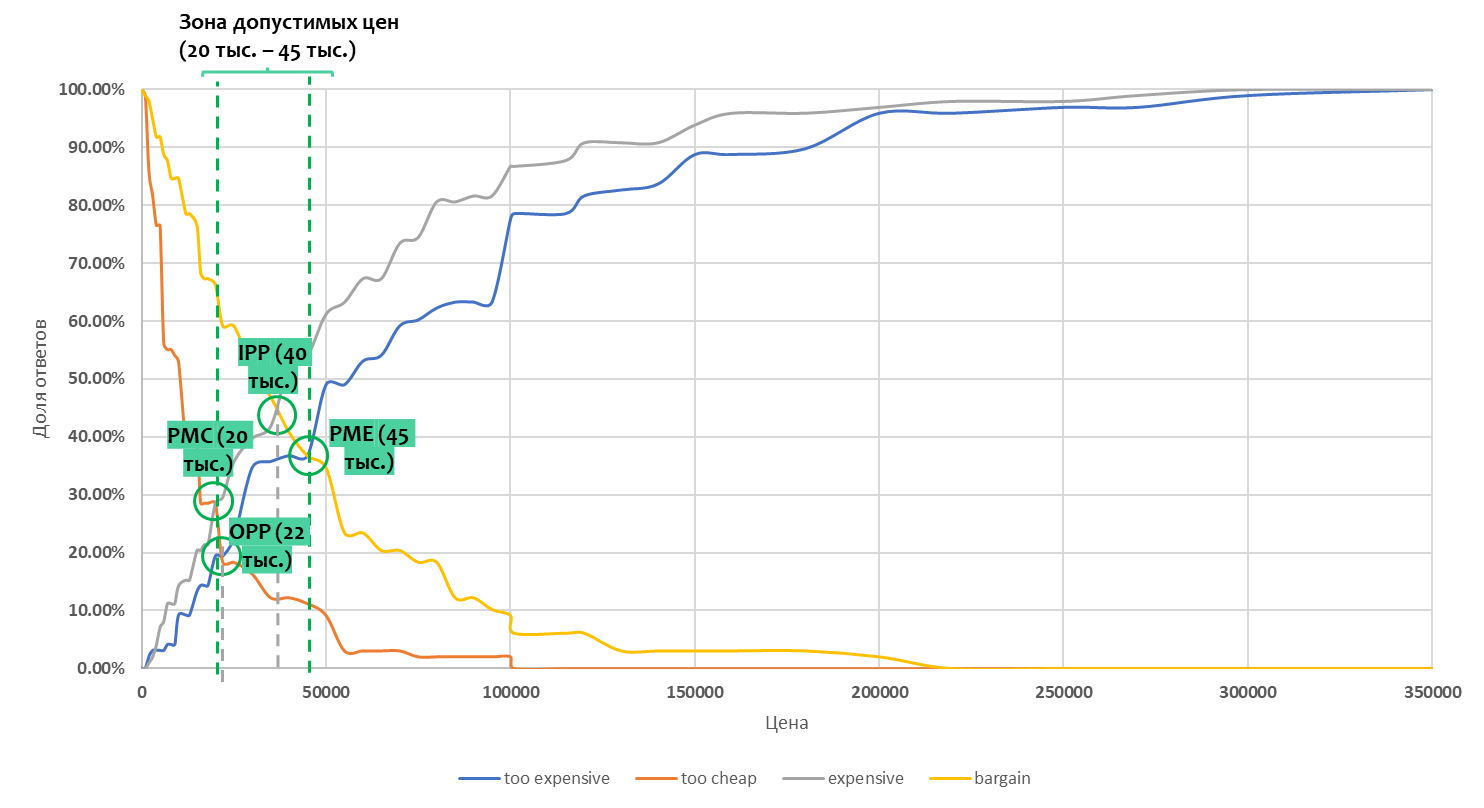 Зона допустимых цен
(20 тыс. – 45 тыс.)
100.00%
90.00%
80.00%
70.00%
60.00%
50.00%
40.00%
30.00%
20.00%
10.00%
0.00%
Доля ответов
IPP (40
тыс.)
PMC (20
тыс.)
PME (45
тыс.)
OPP (22
тыс.)
0
50000
100000
150000
200000
250000
300000
350000
Цена
too expensive
too cheap
expensive
bargain